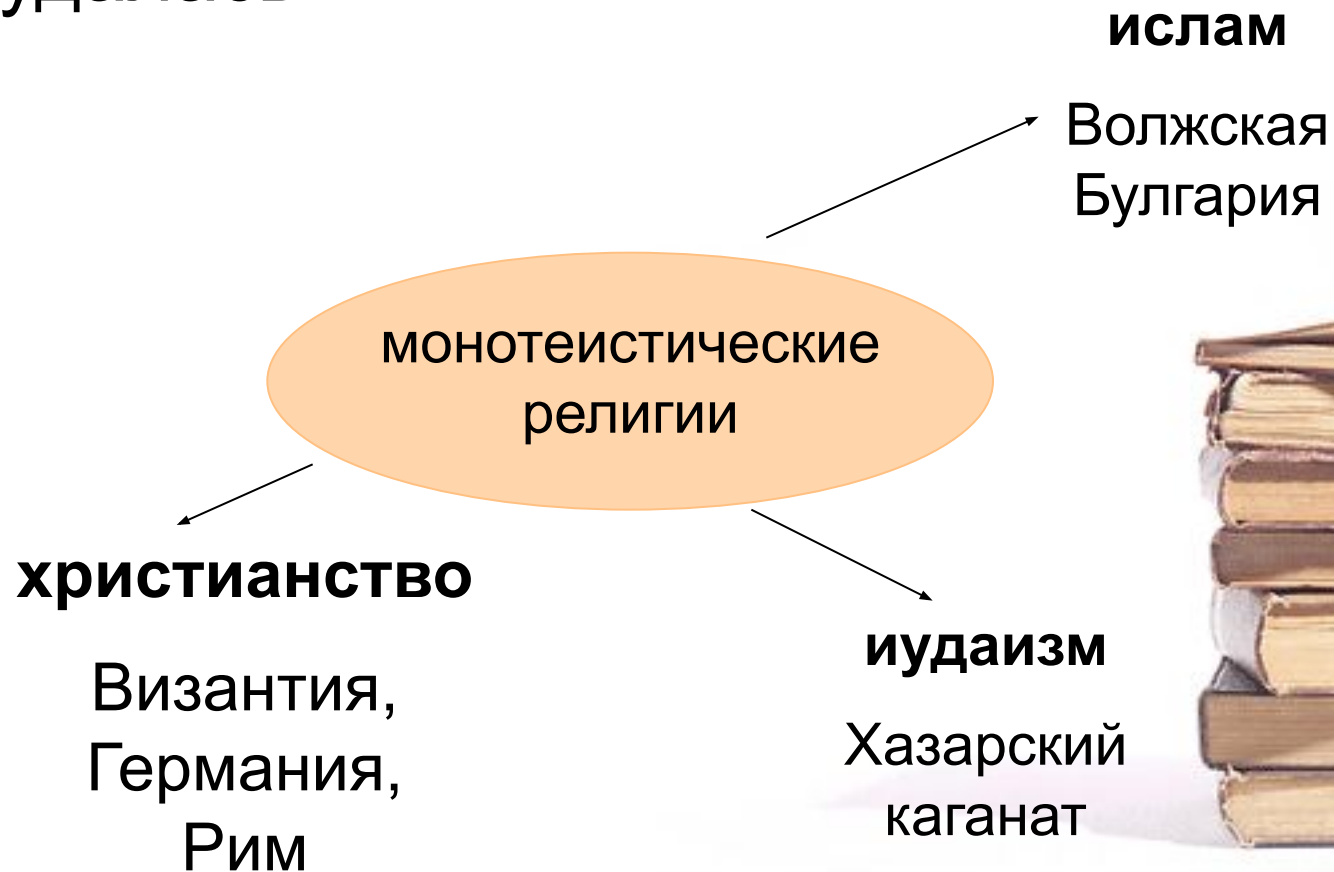 ислам
Волжская
Булгария
монотеистические
религии
христианство
Византия,
Германия,
Рим
иудаизм
Хазарский
каганат